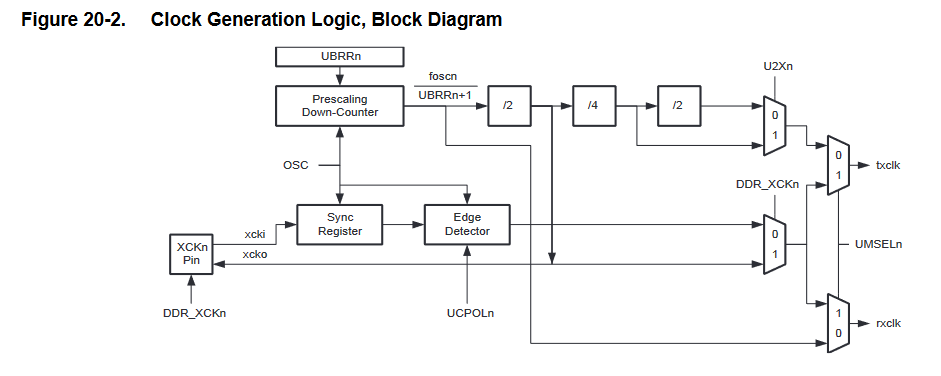 Figure 20-2. Clock Generation Logic, Block Diagram
UBRRn
foscn
UBRRn+1
U2Xn
Prescaling
Down-Counter
/2
/4
/2
0
1
OSC
0
1
txclk
DDR_XCKn
Sync
Register
Edge
Detector
xcki
XCKn
Pin
xcko
0
1
UMSELn
DDR_XCKn
UCPOLn
1
0
rxclk